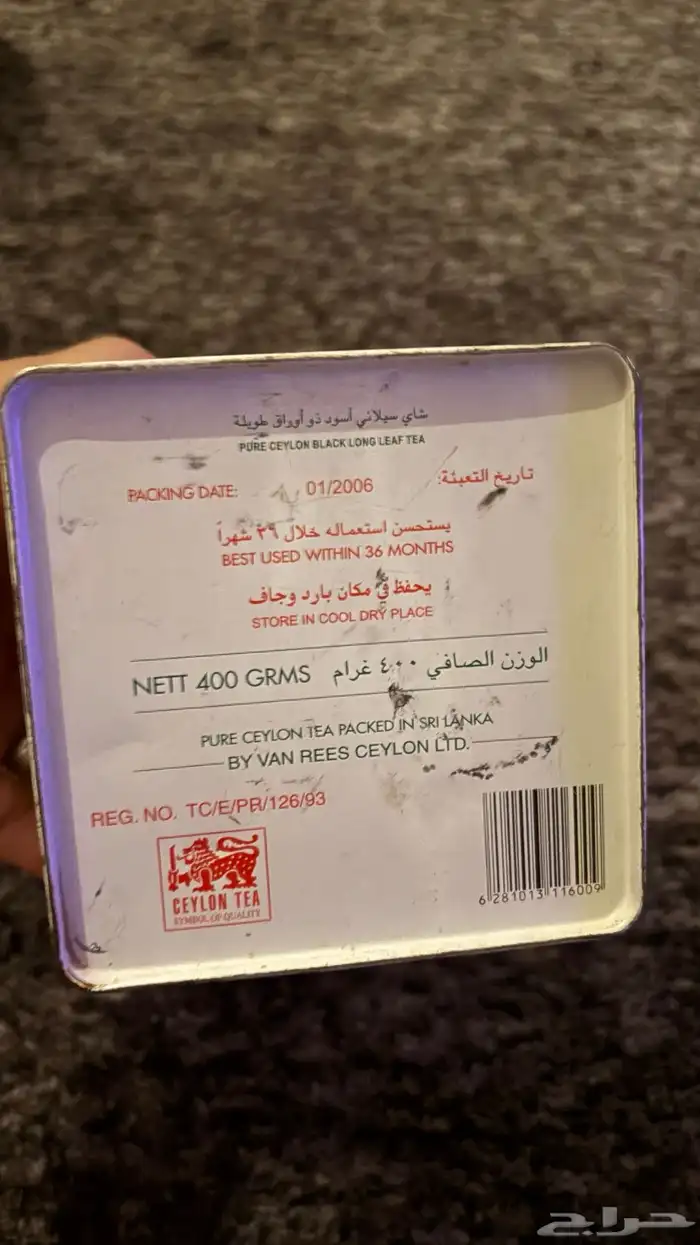 شاي سيلاني أسود ذو أوراق طويلة
PURE CEYLON BLACK LONG LEAF TEA
PACKING DATE: 01/2006 تاريخ التعبئة:
يستحسن استعماله خلال ٣٦ شهراً
BEST USED WITHIN 36 MONTHS
يحفظ في مكان بارد وجاف
STORE IN COOL DRY PLACE
NETT 400 GRMS الوزن الصافي ٤٠٠ غرام
PURE CEYLON TEA PACKED IN SRI LANKA
BY VAN REES CEYLON LTD.
REG. NO. TC/E/PR/126/93
CEYLON TEA
SYMBOL OF QUALITY
6 281013 116009
حراج